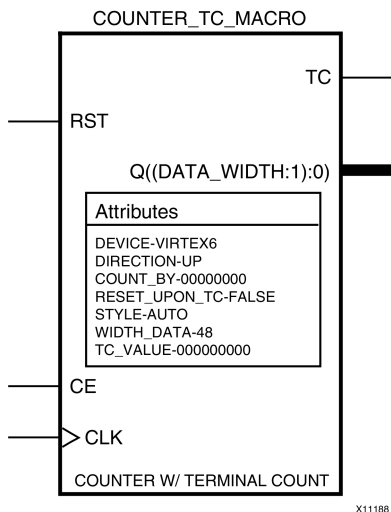 COUNTER_TC_MACRO
TC
RST
Q((DATA_WIDTH:1):0)
Attributes
DEVICE-VIRTEX6
DIRECTION-UP
COUNT_BY-00000000
RESET_UPON_TC-FALSE
STYLE-AUTO
WIDTH_DATA-48
TC_VALUE-000000000
CE
CLK
COUNTER W/ TERMINAL COUNT
X11188